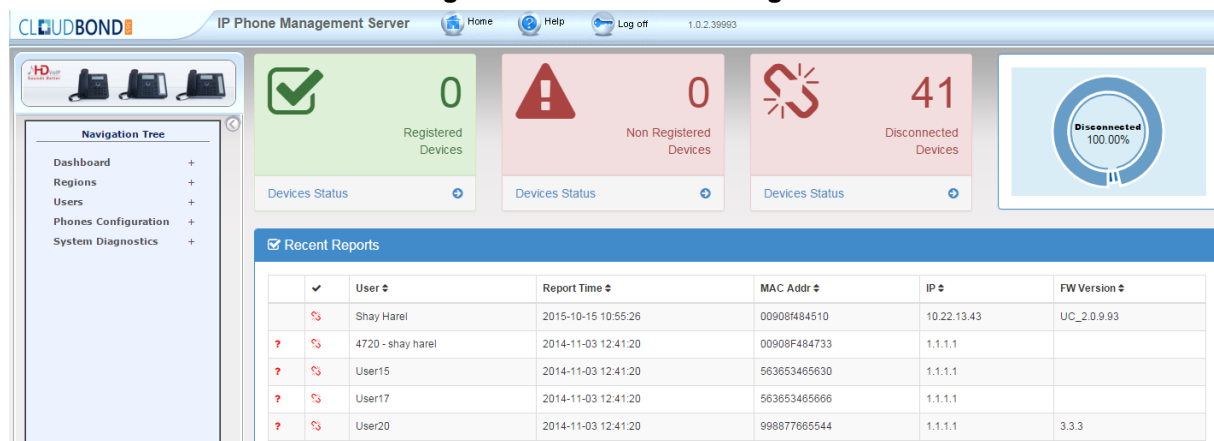 CLOUDBOND
IP Phone Management Server
Home
Help
Log off
1.0.2.39993
HD VoIP
Sounds Better
Navigation Tree
Dashboard +
Regions +
Users +
Phones Configuration +
System Diagnostics +
0
Registered
Devices
Devices Status
0
Non Registered
Devices
Devices Status
41
Disconnected
Devices
Devices Status
Disconnected
100.00%
Recent Reports
User Report Time MAC Addr IP FW Version
Shay Harel 2015-10-15 10:55:26 00908f484510 10.22.13.43 UC_2.0.9.93
? 4720 - shay harel 2014-11-03 12:41:20 00908F484733 1.1.1.1
? User15 2014-11-03 12:41:20 563653465630 1.1.1.1
? User17 2014-11-03 12:41:20 563653465666 1.1.1.1
? User20 2014-11-03 12:41:20 998877665544 1.1.1.1 3.3.3